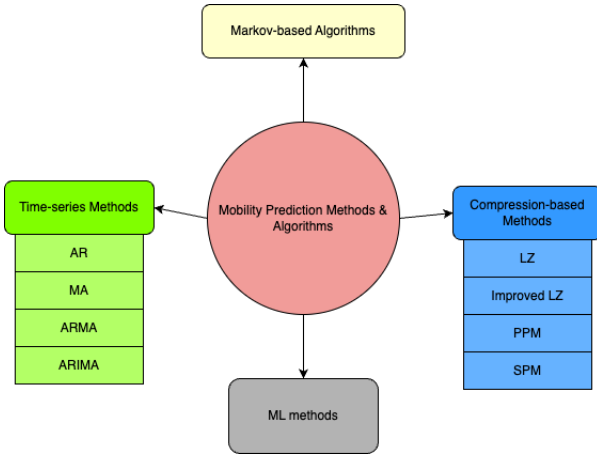 Markov-based Algorithms
Mobility Prediction Methods &
Algorithms
Time-series Methods
AR
MA
ARMA
ARIMA
Compression-based
Methods
LZ
Improved LZ
PPM
SPM
ML methods